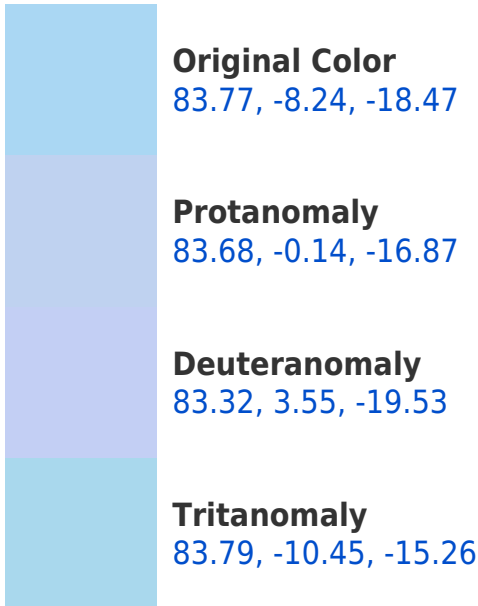 Original Color
83.77, -8.24, -18.47
Protanomaly
83.68, -0.14, -16.87
Deuteranomaly
83.32, 3.55, -19.53
Tritanomaly
83.79, -10.45, -15.26